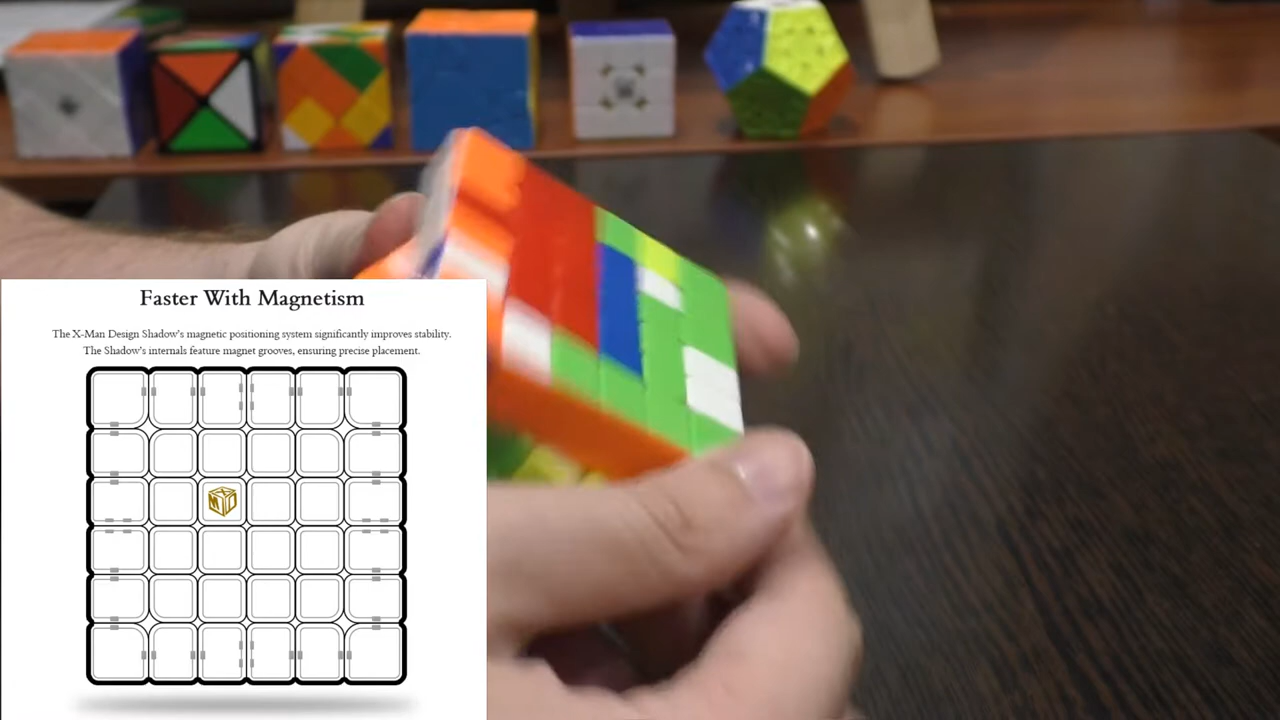 Faster With Magnetism
The X-Man Design Shadow's magnetic positioning system significantly improves stability.
The Shadow's internals feature magnet grooves, ensuring precise placement.